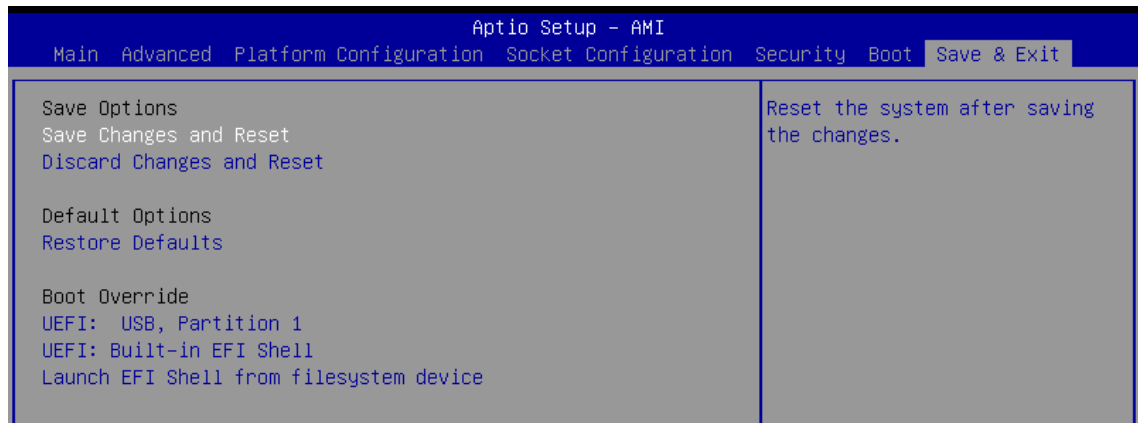 Aptio Setup – AMI
Main Advanced Platform Configuration Socket Configuration Security Boot Save & Exit
Save Options
Save Changes and Reset
Discard Changes and Reset
Default Options
Restore Defaults
Boot Override
UEFI:  USB, Partition 1
UEFI: Built-in EFI Shell
Launch EFI Shell from filesystem device
Reset the system after saving
the changes.